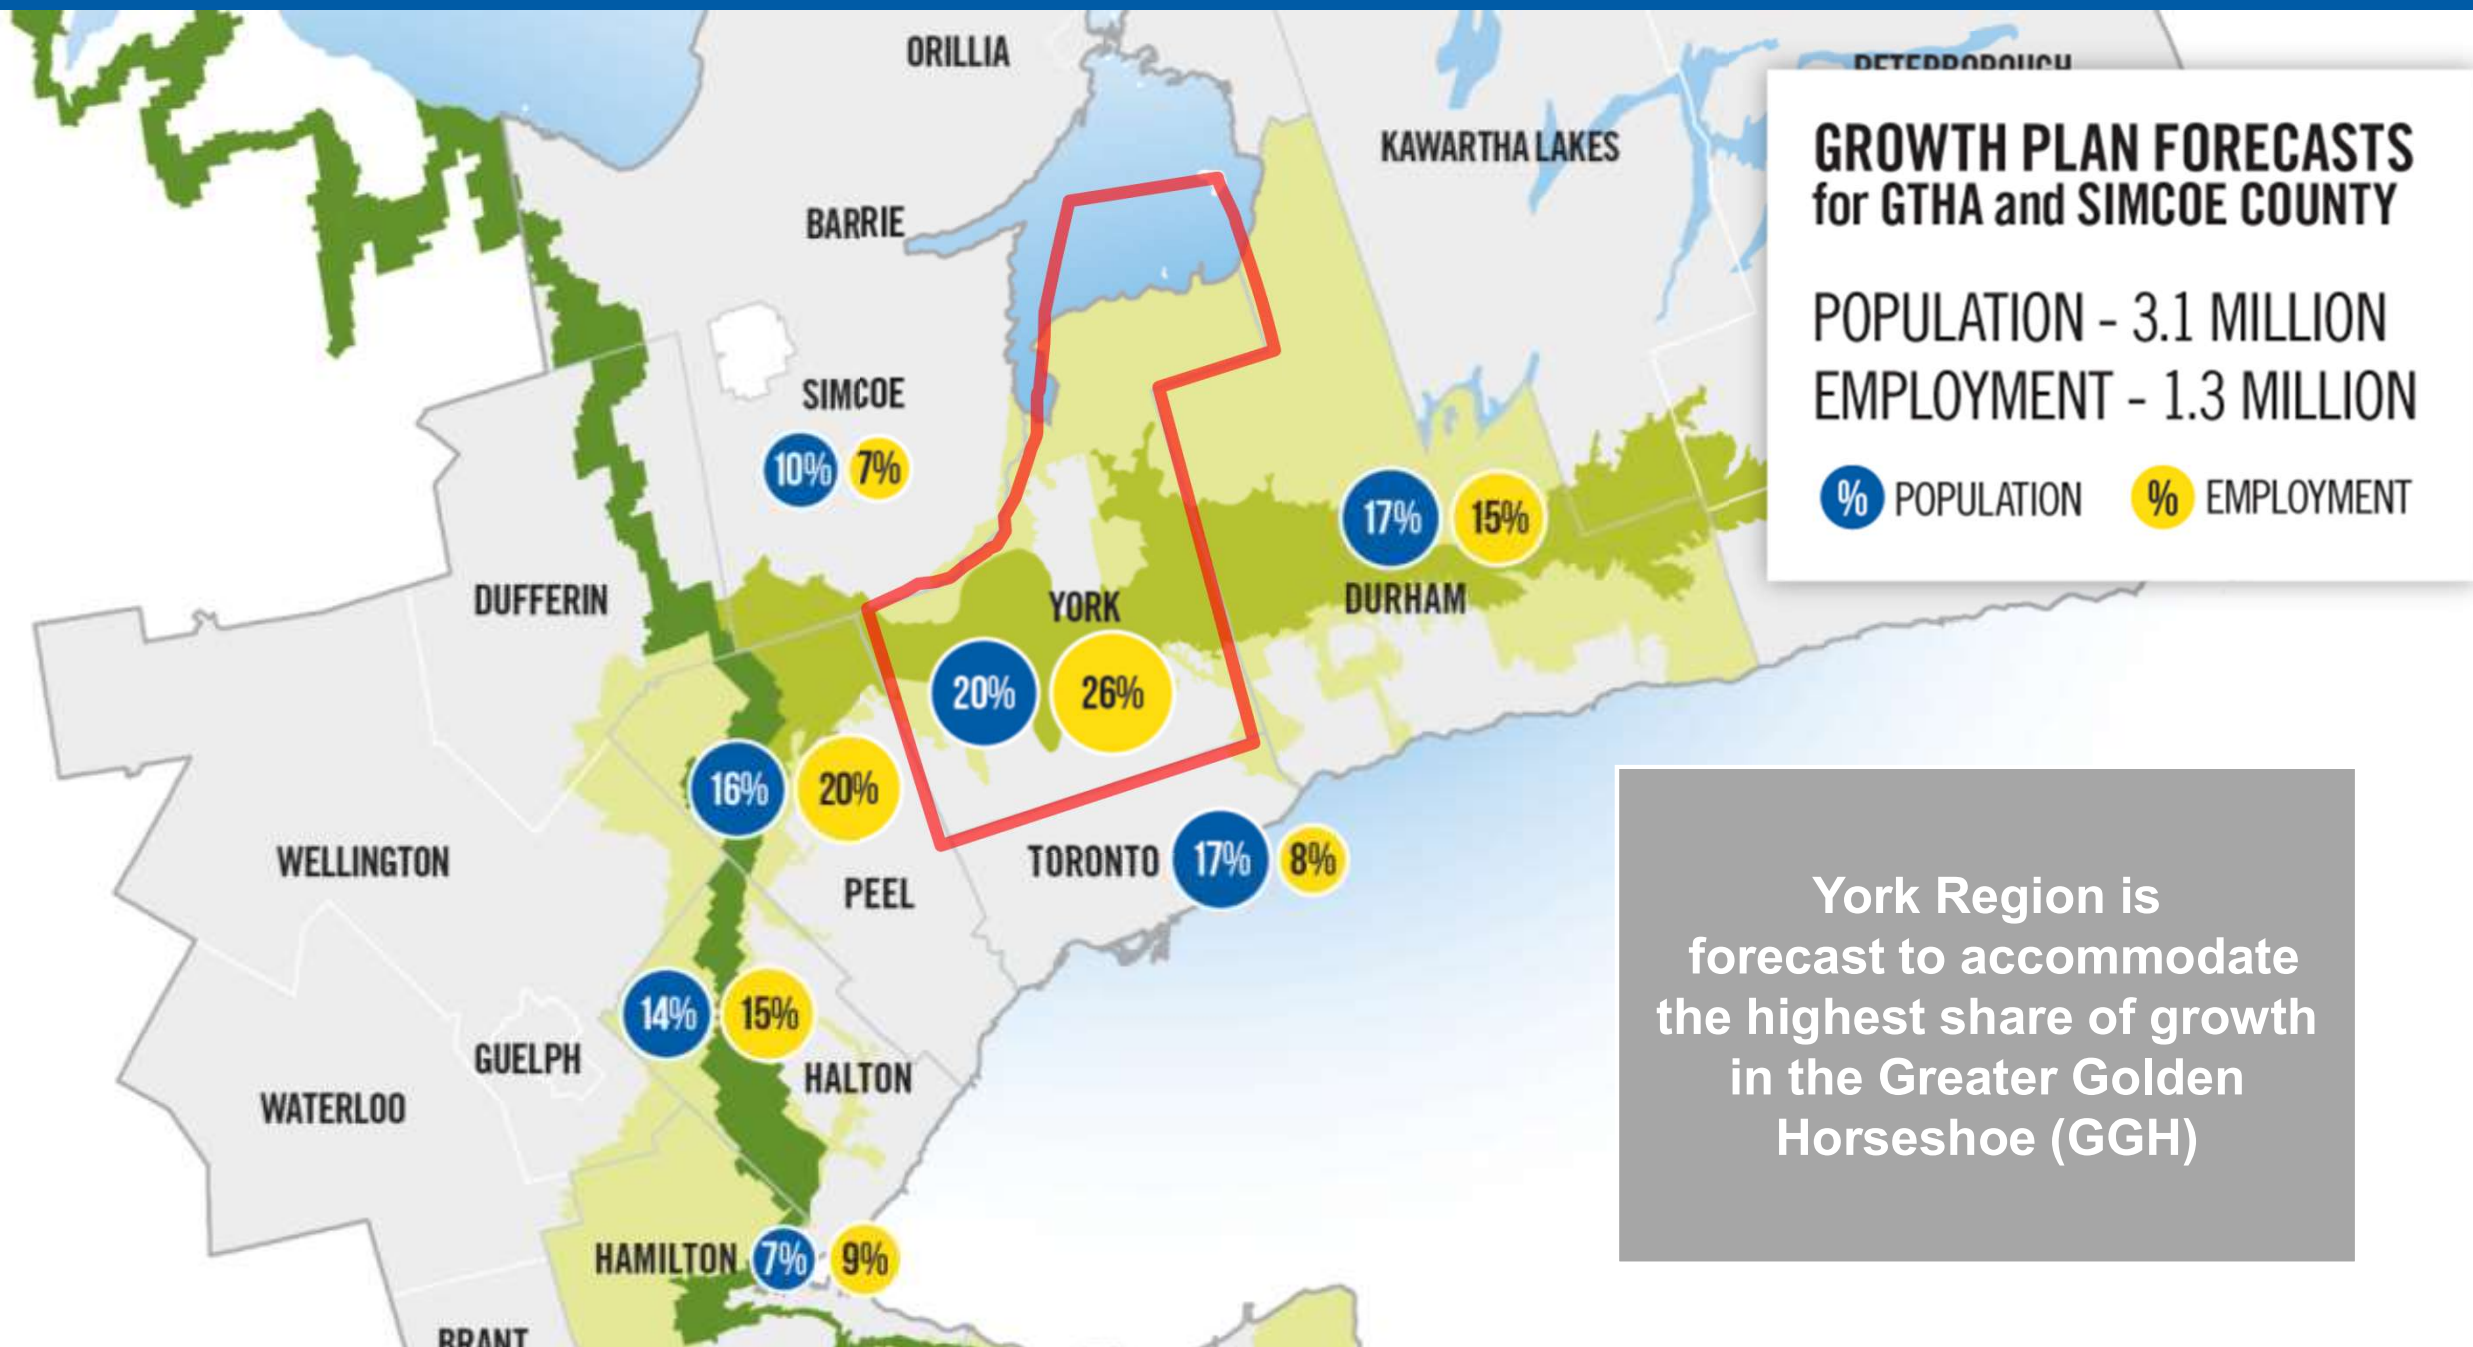 ORILLIA
PETERBOROUGH
KAWARTHA LAKES
BARRIE
SIMCOE
10% 7%
DUFFERIN
YORK
20% 26%
17% 15%
DURHAM
16% 20%
PEEL
TORONTO 17% 8%
WELLINGTON
14% 15%
HALTON
GUELPH
WATERLOO
HAMILTON 7% 9%
BRANT
GROWTH PLAN FORECASTS
for GTHA and SIMCOE COUNTY
POPULATION - 3.1 MILLION
EMPLOYMENT - 1.3 MILLION
% POPULATION % EMPLOYMENT
York Region is
forecast to accommodate
the highest share of growth
in the Greater Golden
Horseshoe (GGH)